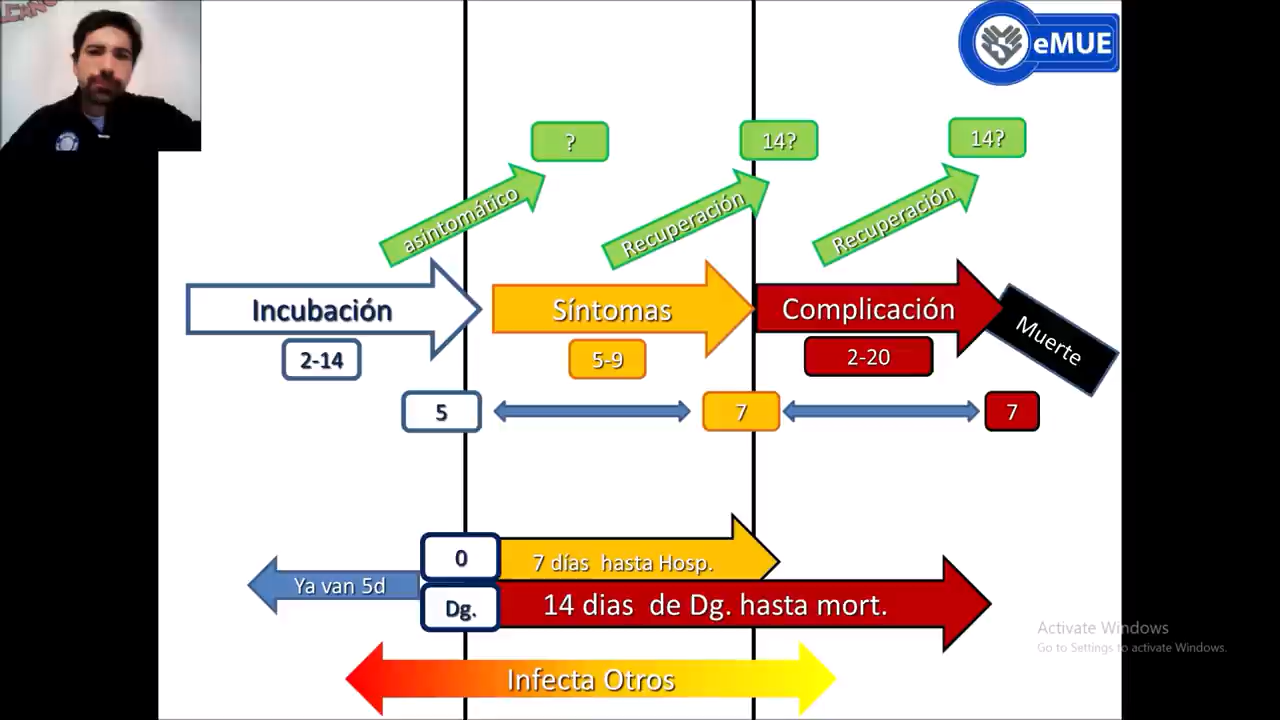 eMUE
?
14?
14?
asintomático
Recuperación
Recuperación
Incubación
Síntomas
Complicación
Muerte
2-14
5-9
2-20
5
7
7
0
7 días hasta Hosp.
Ya van 5d
Dg.
14 dias de Dg. hasta mort.
Activate Windows
Go to Settings to activate Windows.
Infecta Otros